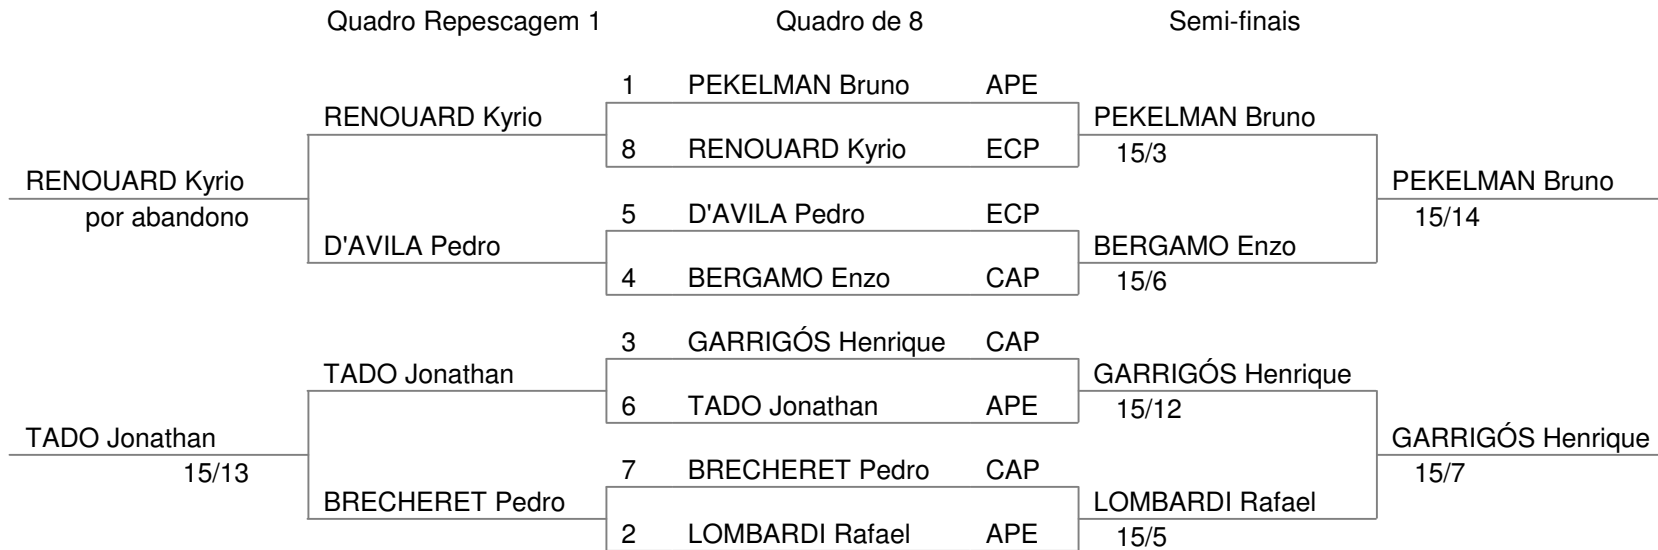 Quadro Repescagem 1 Quadro de 8 Semi-finais
1 PEKELMAN Bruno APE
RENOUARD Kyrio PEKELMAN Bruno
8 RENOUARD Kyrio ECP 15/3
RENOUARD Kyrio PEKELMAN Bruno
por abandono 5 D'AVILA Pedro ECP 15/14
D'AVILA Pedro BERGAMO Enzo
4 BERGAMO Enzo CAP 15/6
3 GARRIGÓS Henrique CAP
TADO Jonathan GARRIGÓS Henrique
6 TADO Jonathan APE 15/12
TADO Jonathan GARRIGÓS Henrique
15/13 7 BRECHERET Pedro CAP 15/7
BRECHERET Pedro LOMBARDI Rafael
2 LOMBARDI Rafael APE 15/5